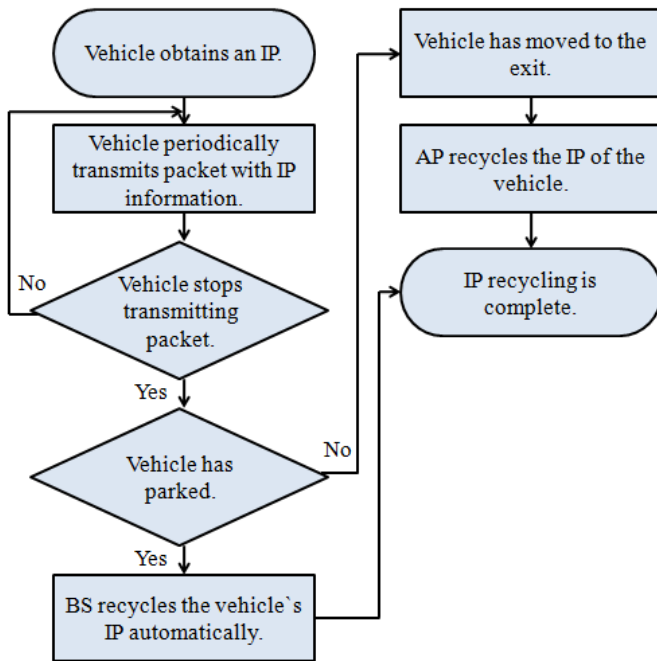 Vehicle obtains an IP.
Vehicle periodically
transmits packet with IP
information.
No
Vehicle stops
transmitting
packet.
Yes
Vehicle has
parked.
No
Yes
BS recycles the vehicle`s
IP automatically.
Vehicle has moved to the
exit.
AP recycles the IP of the
vehicle.
IP recycling is
complete.